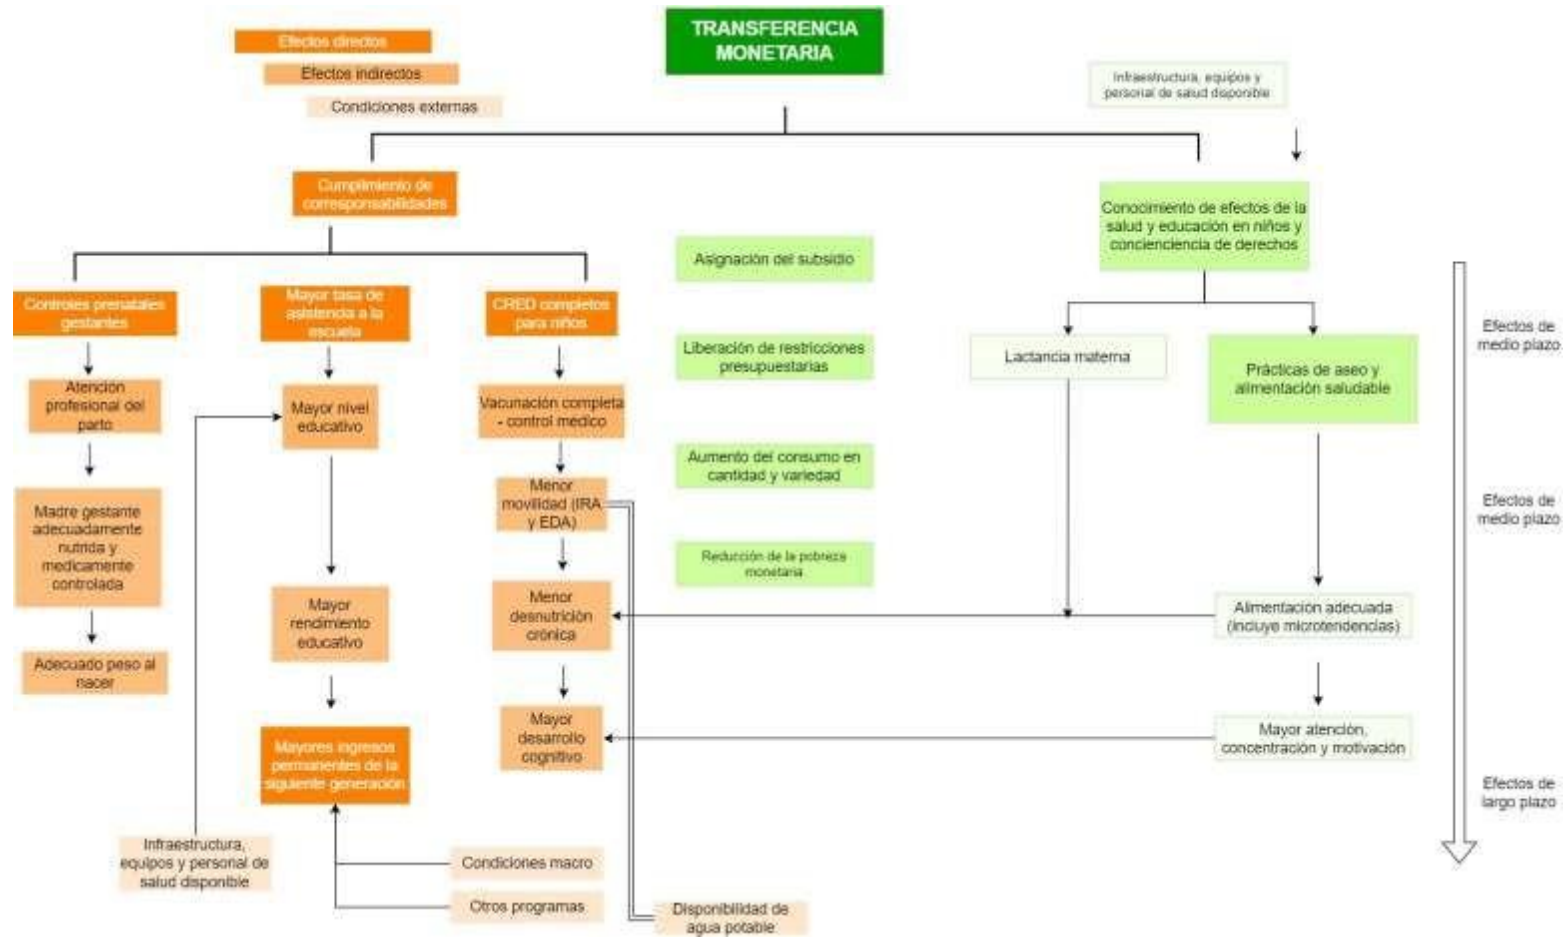 TRANSFERENCIA
MONETARIA
Efectos directos
Efectos indirectos
Condiciones externas
Infraestructura, equipos y
personal de salud disponible
Cumplimiento de
corresponsabilidades
Conocimiento de efectos de la
salud y educación en niños y
concienciencia de derechos
Asignación del subsidio
Controles prenatales
gestantes
Mayor tasa de
asistencia a la
escuela
CRED completos
para niños
Liberación de restricciones
presupuestarias
Lactancia materna
Prácticas de aseo y
alimentación saludable
Efectos de
medio plazo
Atención
profesional del
parto
Mayor nivel
educativo
Vacunación completa
- control médico
Aumento del consumo en
cantidad y variedad
Menor
movilidad (IRA
y EDA)
Efectos de
medio plazo
Madre gestante
adecuadamente
nutrida y
medicamente
controlada
Reducción de la pobreza
monetaria
Mayor
rendimiento
educativo
Menor
desnutrición
crónica
Alimentación adecuada
(incluye microtendencias)
Adecuado peso al
nacer
Mayores ingresos
permanentes de la
siguiente generación
Mayor
desarrollo
cognitivo
Mayor atención,
concentración y motivación
Efectos de
largo plazo
Infraestructura,
equipos y personal de
salud disponible
Condiciones macro
Otros programas
Disponibilidad de
agua potable